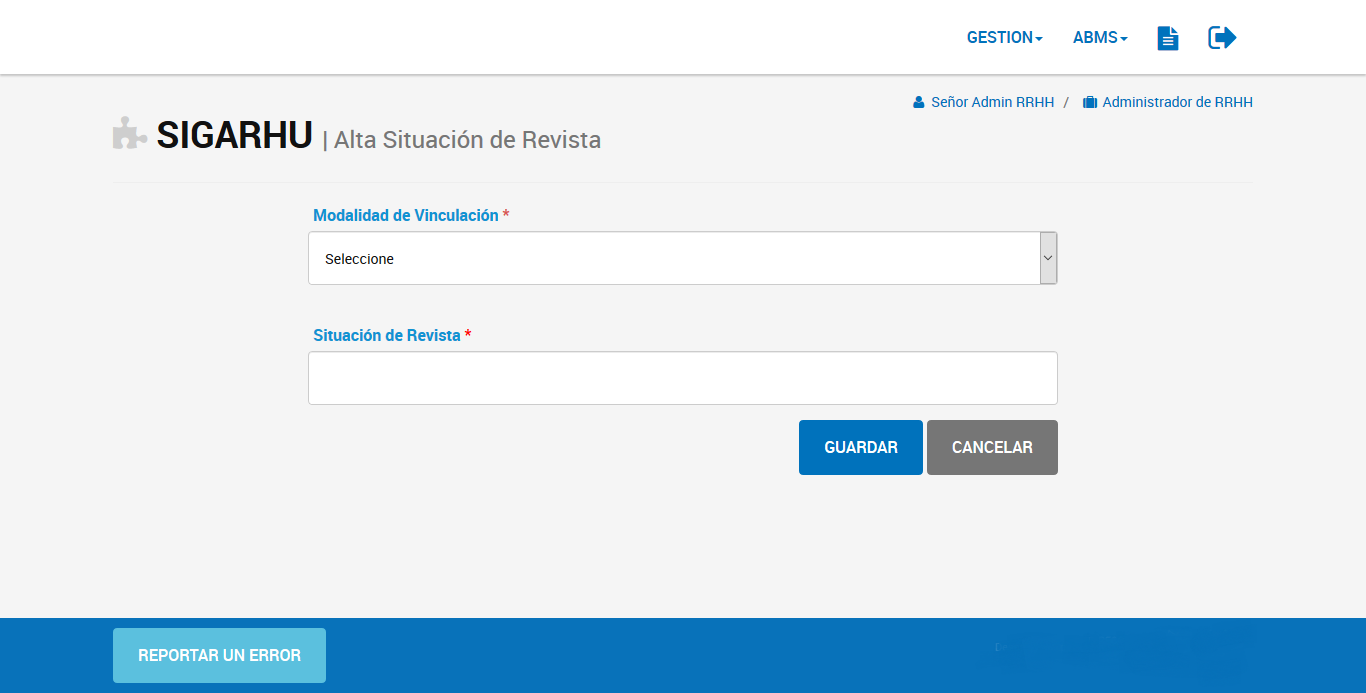 GESTION ABMS
Señor Admin RRHH / Administrador de RRHH
SIGARHU | Alta Situación de Revista
Modalidad de Vinculación *
Seleccione
Situación de Revista *
GUARDAR CANCELAR
REPORTAR UN ERROR